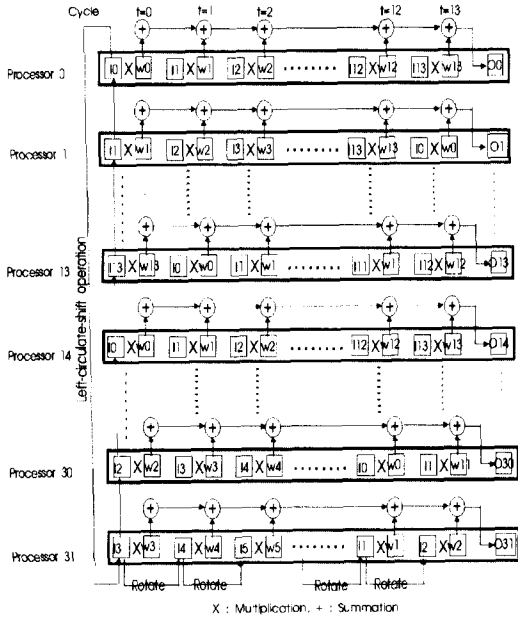 Cycle t=0 t=1 t=2 t=12 t=13
+ + + + +
Processor 0 I0 X w0 I1 X w1 I2 X w2 ........ I12 X w12 I13 X w13 O0
+ + + + +
Processor 1 I1 X w1 I2 X w2 I3 X w3 ........ I13 X w13 I0 X w0 O1
+ + + + +
Processor 13 I13 X w13 I0 X w0 I1 X w1 ........ I11 X w1 I12 X w12 O13
+ + + + +
Processor 14 I0 X w0 I1 X w1 I2 X w2 ........ I12 X w12 I13 X w13 O14
+ + + + +
Processor 30 I2 X w2 I3 X w3 I4 X w4 ........ I0 X w0 I1 X w11 O30
+ + + + +
Processor 31 I3 X w3 I4 X w4 I5 X w5 ........ I1 X w1 I2 X w2 O31
Rotate Rotate Rotate Rotate
Left-circulate-shift operation
X : Multiplication, + : Summation